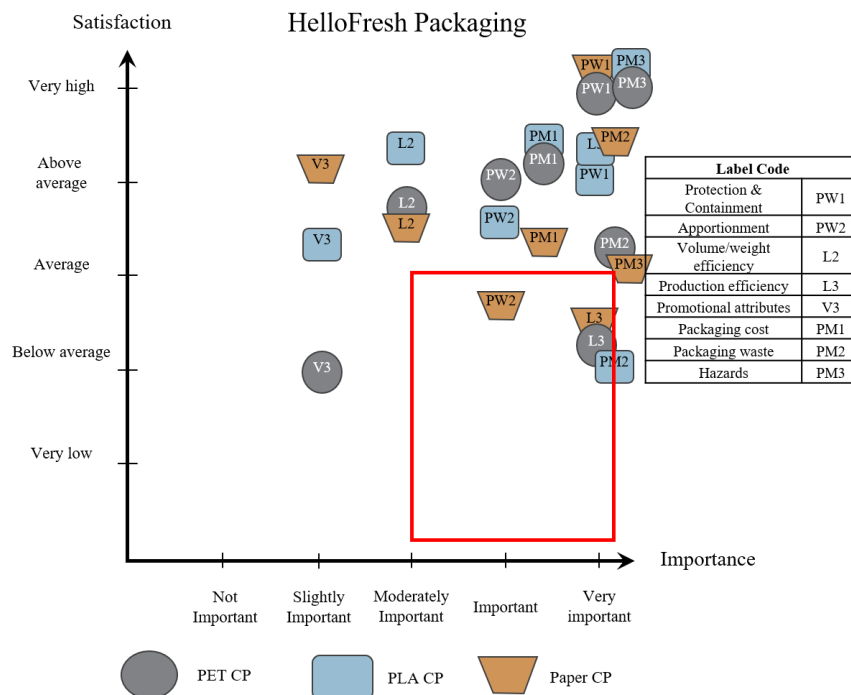 Satisfaction
HelloFresh Packaging
Very high
Above
average
Average
Below average
Very low
PW1
PM3
PW1
PM3
L2
PM1
L3
PM2
V3
PM1
PW2
PW1
L2
L2
PW2
V3
PM1
PM2
PM3
PW2
L3
L3
V3
PM2
Label Code
Protection &
Containment
PW1
Apportionment
PW2
Volume/weight
efficiency
L2
Production efficiency
L3
Promotional attributes
V3
Packaging cost
PM1
Packaging waste
PM2
Hazards
PM3
Importance
Not
Important
Slightly
Important
Moderately
Important
Important
Very
important
PET CP
PLA CP
Paper CP